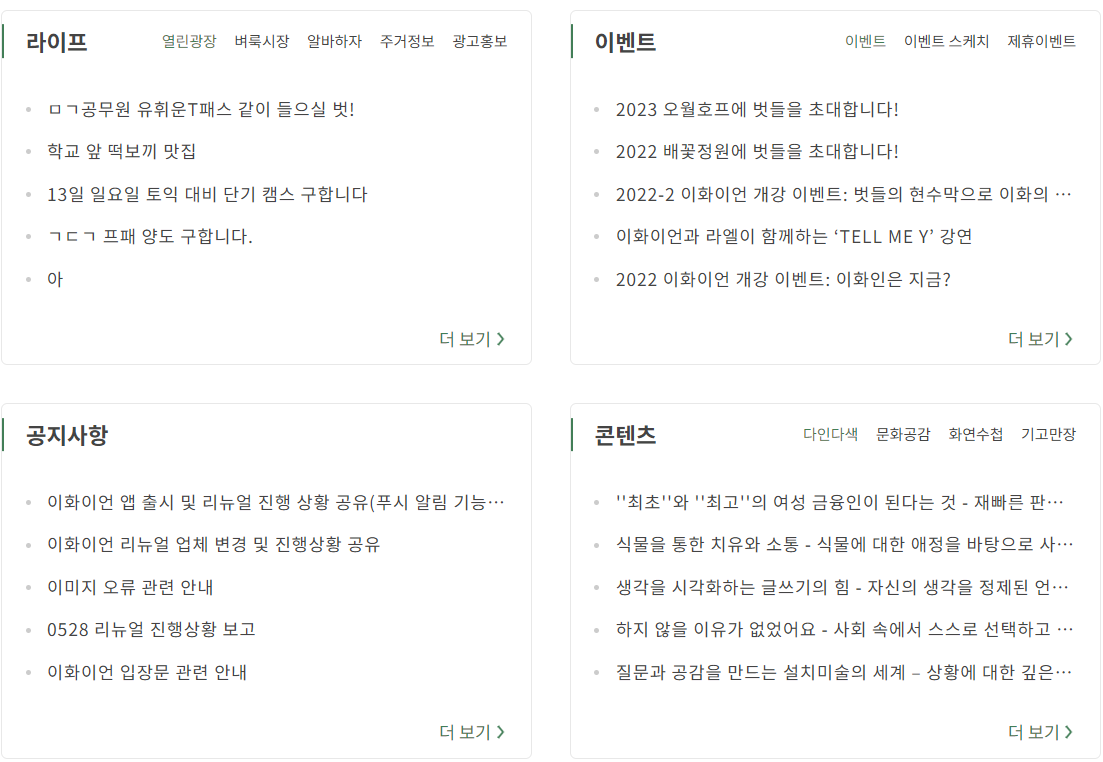 라이프 열린광장 벼룩시장 알바하자 주거정보 광고홍보
ㅁㄱ공무원 유휘운T패스 같이 들으실 벗!
학교 앞 떡보끼 맛집
13일 일요일 토익 대비 단기 캠스 구합니다
ㄱㄷㄱ 프패 양도 구합니다.
아
더 보기
이벤트 이벤트 이벤트 스케치 제휴이벤트
2023 오월호프에 벗들을 초대합니다!
2022 배꽃정원에 벗들을 초대합니다!
2022-2 이화이언 개강 이벤트: 벗들의 현수막으로 이화의 …
이화이언과 라엘이 함께하는 ‘TELL ME Y’ 강연
2022 이화이언 개강 이벤트: 이화인은 지금?
더 보기
공지사항
이화이언 앱 출시 및 리뉴얼 진행 상황 공유(푸시 알림 기능…
이화이언 리뉴얼 업체 변경 및 진행상황 공유
이미지 오류 관련 안내
0528 리뉴얼 진행상황 보고
이화이언 입장문 관련 안내
더 보기
콘텐츠 다인다색 문화공감 화연수첩 기고만장
''최초''와 ''최고''의 여성 금융인이 된다는 것 - 재빠른 판…
식물을 통한 치유와 소통 - 식물에 대한 애정을 바탕으로 사…
생각을 시각화하는 글쓰기의 힘 - 자신의 생각을 정제된 언…
하지 않을 이유가 없었어요 - 사회 속에서 스스로 선택하고 …
질문과 공감을 만드는 설치미술의 세계 – 상황에 대한 깊은…
더 보기